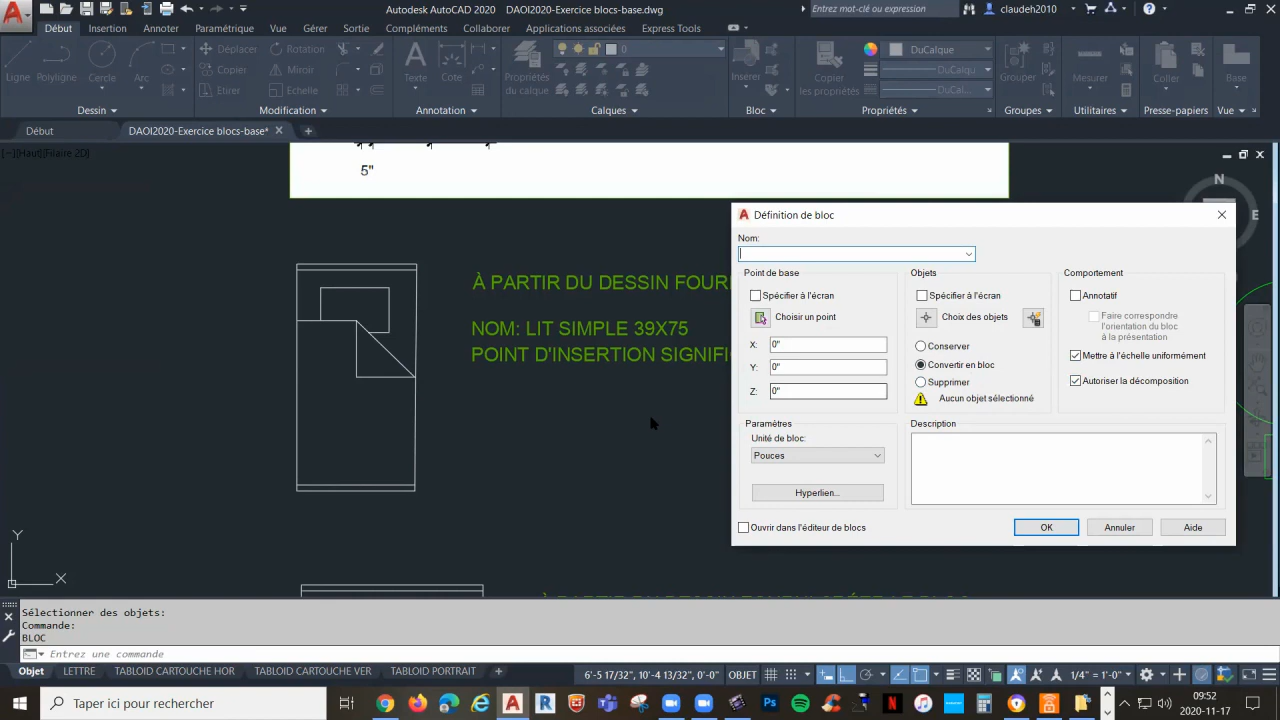 Autodesk AutoCAD 2020 DAOI2020-Exercice blocs-base.dwg
Entrez mot-clé ou expression
claudeh2010
Début Insertion Annoter Paramétrique Vue Gérer Sortie Compléments Collaborer Applications associées Express Tools
Ligne Polyligne Cercle Arc
Déplacer Rotation
Copier Miroir
Etirer Echelle
Texte Cote
Propriétés du calque
0
Insérer
Copier les propriétés
DuCalque
DuCalqu...
DuCal...
Grouper
Mesurer
Coller
Base
Dessin Modification Annotation Calques Bloc Propriétés Groupes Utilitaires Presse-papiers Vue
Début DAOI2020-Exercice blocs-base*
[−][Haut][Filaire 2D]
5"
N
E
À PARTIR DU DESSIN FOUR
NOM: LIT SIMPLE 39X75
POINT D'INSERTION SIGNIFI
Définition de bloc
Nom:
Point de base
Spécifier à l'écran
Choisir un point
X: 0"
Y: 0"
Z: 0"
Objets
Spécifier à l'écran
Choix des objets
Conserver
Convertir en bloc
Supprimer
Aucun objet sélectionné
Comportement
Annotatif
Faire correspondre
l'orientation du bloc
à la présentation
Mettre à l'échelle uniformément
Autoriser la décomposition
Paramètres
Unité de bloc:
Pouces
Hyperlien...
Description
Ouvrir dans l'éditeur de blocs
OK Annuler Aide
Y
X
Sélectionner des objets:
Commande:
BLOC
Entrez une commande
Objet LETTRE TABLOID CARTOUCHE HOR TABLOID CARTOUCHE VER TABLOID PORTRAIT
6'-5 17/32", 10'-4 13/32", 0'-0" OBJET
1/4" = 1'-0"
Taper ici pour rechercher
09:52
2020-11-17